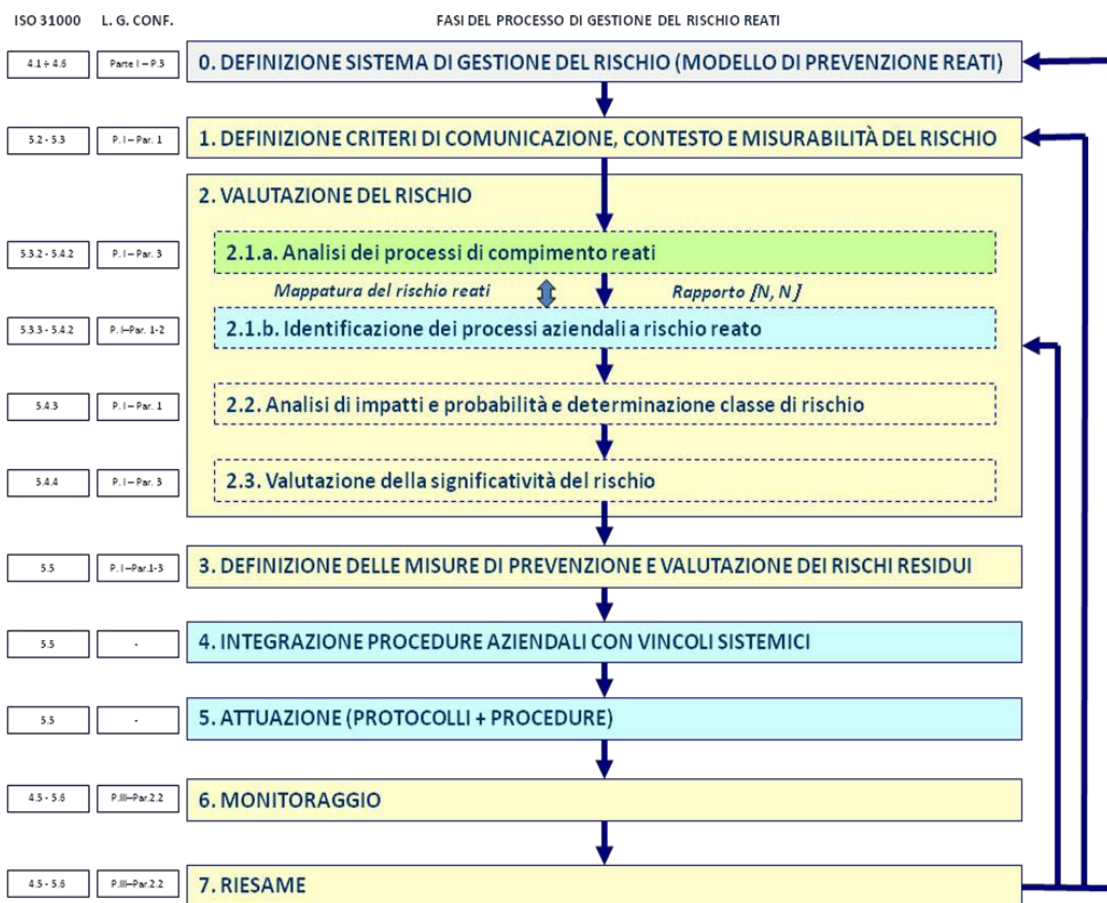 ISO 31000 L. G. CONF. FASI DEL PROCESSO DI GESTIONE DEL RISCHIO REATI
4.1 ÷ 4.6 Parte I – P.3 0. DEFINIZIONE SISTEMA DI GESTIONE DEL RISCHIO (MODELLO DI PREVENZIONE REATI)
5.2 - 5.3 P. I – Par. 1 1. DEFINIZIONE CRITERI DI COMUNICAZIONE, CONTESTO E MISURABILITÀ DEL RISCHIO
2. VALUTAZIONE DEL RISCHIO
5.3.2 - 5.4.2 P. I – Par. 3 2.1.a. Analisi dei processi di compimento reati
Mappatura del rischio reati Rapporto [N, N]
5.3.3 - 5.4.2 P. I–Par. 1-2 2.1.b. Identificazione dei processi aziendali a rischio reato
5.4.3 P. I – Par. 1 2.2. Analisi di impatti e probabilità e determinazione classe di rischio
5.4.4 P. I – Par. 3 2.3. Valutazione della significatività del rischio
5.5 P. I –Par.1-3 3. DEFINIZIONE DELLE MISURE DI PREVENZIONE E VALUTAZIONE DEI RISCHI RESIDUI
5.5 - 4. INTEGRAZIONE PROCEDURE AZIENDALI CON VINCOLI SISTEMICI
5.5 - 5. ATTUAZIONE (PROTOCOLLI + PROCEDURE)
4.5 - 5.6 P.III–Par.2.2 6. MONITORAGGIO
4.5 - 5.6 P.III–Par.2.2 7. RIESAME